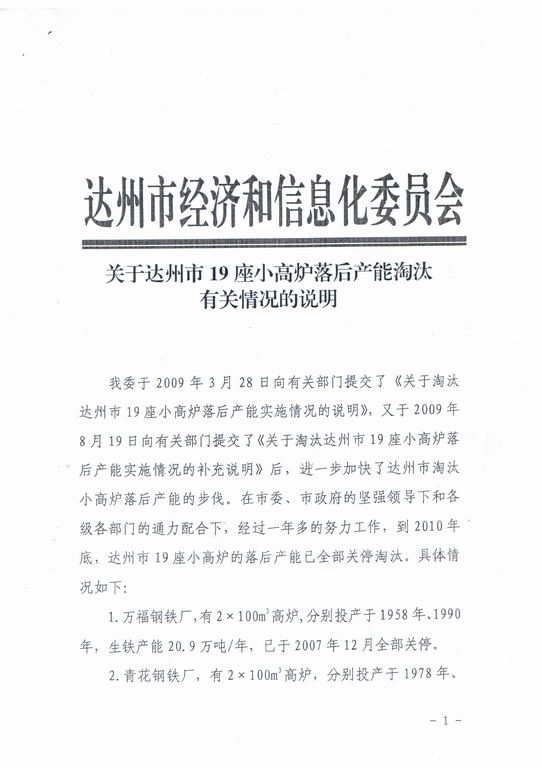 达州市经济和信息化委员会
关于达州市 19 座小高炉落后产能淘汰
有关情况的说明
我委于 2009 年 3 月 28 日向有关部门提交了《关于淘汰
达州市 19 座小高炉落后产能实施情况的说明》，又于 2009 年
8 月 19 日向有关部门提交了《关于淘汰达州市 19 座小高炉落
后产能实施情况的补充说明》后，进一步加快了达州市淘汰
小高炉落后产能的步伐。在市委、市政府的坚强领导下和各
级各部门的通力配合下，经过一年多的努力工作，到 2010 年
底，达州市 19 座小高炉的落后产能已全部关停淘汰。具体情
况如下：
1. 万福钢铁厂，有 2×100m³高炉，分别投产于 1958 年、1990
年，生铁产能 20.9 万吨/年，已于 2007 年 12 月全部关停。
2. 青花钢铁厂，有 2×100m³高炉，分别投产于 1978 年、
- 1 -